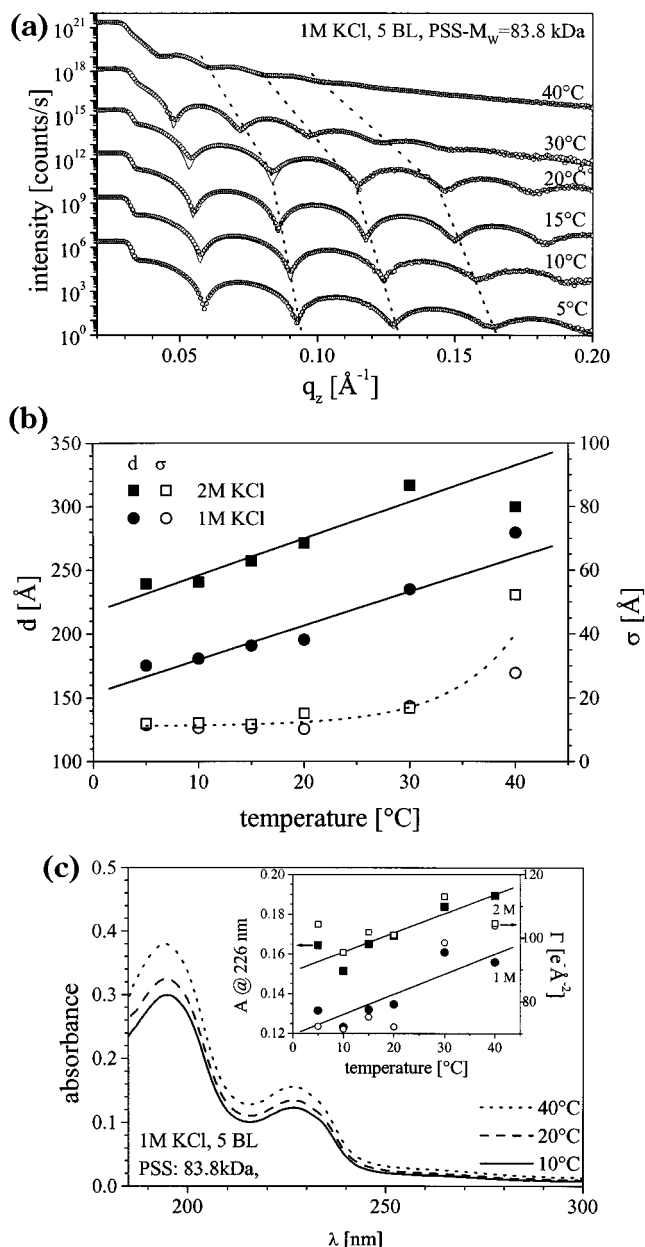 (a)
1M KCl, 5 BL, PSS-M_W=83.8 kDa
intensity [counts/s]
10^21
10^18
10^15
10^12
10^9
10^6
10^3
10^0
40°C
30°C
20°C
15°C
10°C
5°C
0.05 0.10 0.15 0.20
q_z [Å^-1]
(b)
d [Å]
350
300
250
200
150
100
d σ
2M KCl
1M KCl
100
80
60
40
20
0
σ [Å]
0 10 20 30 40
temperature [°C]
(c)
absorbance
0.5
0.4
0.3
0.2
0.1
0.0
A @ 226 nm
0.20
0.18
0.16
0.14
0.12
2 M
1 M
120
100
80
Γ [e^-Å^-2]
0 10 20 30 40
temperature [°C]
1M KCl, 5 BL
PSS: 83.8kDa,
40°C
20°C
10°C
200 250 300
λ [nm]